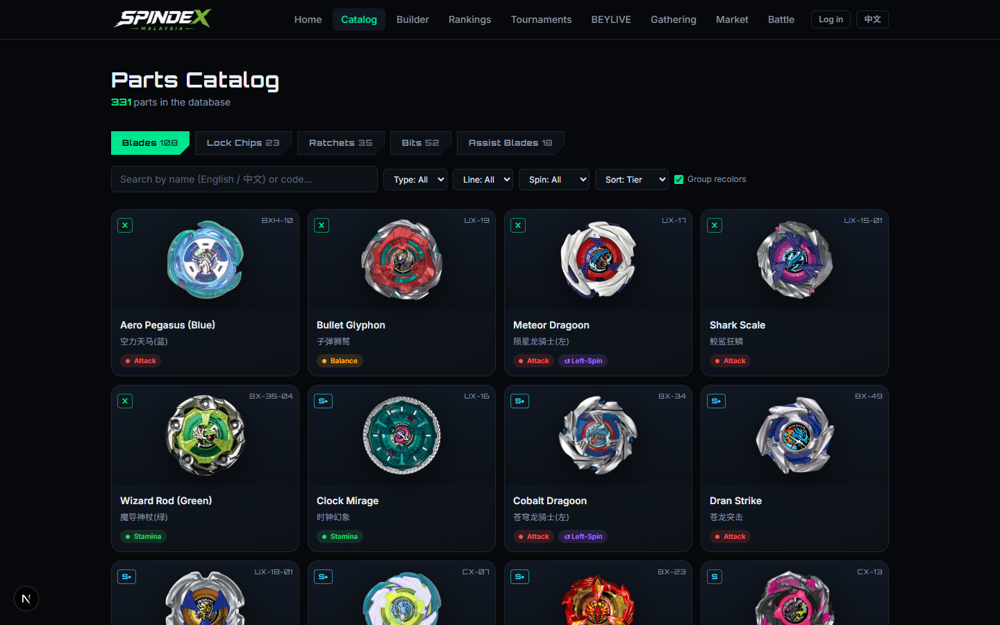 SPINDEX
MALAYSIA
Home
Catalog
Builder
Rankings
Tournaments
BEYLIVE
Gathering
Market
Battle
Log in
中文
Parts Catalog
331 parts in the database
Blades 108
Lock Chips 23
Ratchets 35
Bits 52
Assist Blades 18
Search by name (English / 中文) or code...
Type: All
Line: All
Spin: All
Sort: Tier
Group recolors
X
BXH-10
Aero Pegasus (Blue)
空力天马(蓝)
Attack
X
UX-19
Bullet Glyphon
子弹狮鹫
Balance
X
UX-17
Meteor Dragoon
陨星龙骑士(左)
Attack
Left-Spin
X
UX-15-01
Shark Scale
鲛鲨狂鳞
Attack
X
BX-35-04
Wizard Rod (Green)
魔导神杖(绿)
Stamina
S+
UX-16
Clock Mirage
时钟幻象
Stamina
S+
BX-34
Cobalt Dragoon
苍穹龙骑士(左)
Attack
Left-Spin
S+
BX-49
Dran Strike
苍龙突击
Attack
S+
UX-18-01
S+
CX-07
S+
BX-23
S
CX-13
N